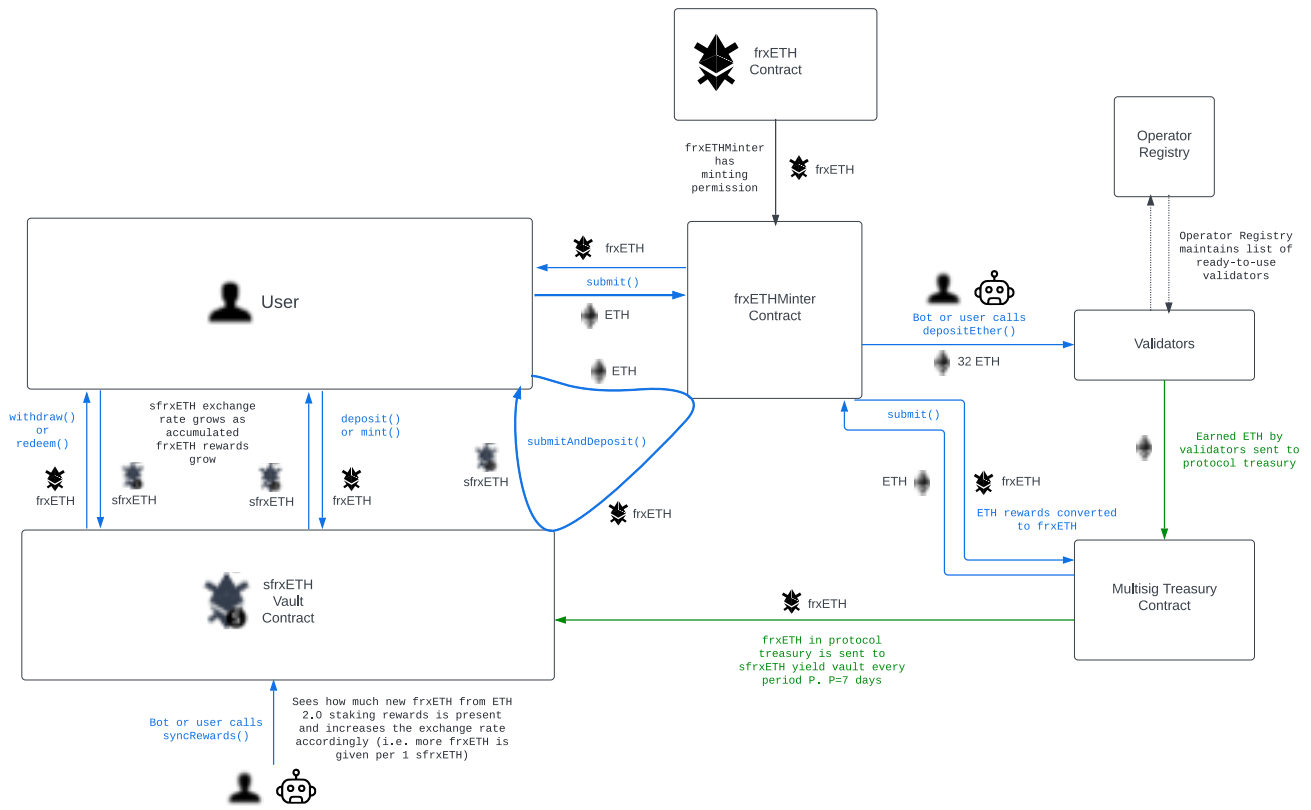 frxETH
Contract
frxETHMinter
has
minting
permission
frxETH
Operator
Registry
Operator Registry
maintains list of
ready-to-use
validators
User
frxETH
submit()
ETH
frxETHMinter
Contract
Bot or user calls
depositEther()
32 ETH
Validators
ETH
submitAndDeposit()
sfrxETH
frxETH
withdraw()
or
redeem()
frxETH
sfrxETH exchange
rate grows as
accumulated
frxETH rewards
grow
sfrxETH
sfrxETH
deposit()
or mint()
frxETH
submit()
ETH
frxETH
ETH rewards converted
to frxETH
Earned ETH by
validators sent to
protocol treasury
sfrxETH
Vault
Contract
Multisig Treasury
Contract
frxETH
frxETH in protocol
treasury is sent to
sfrxETH yield vault every
period P. P=7 days
Bot or user calls
syncRewards()
Sees how much new frxETH from ETH
2.0 staking rewards is present
and increases the exchange rate
accordingly (i.e. more frxETH is
given per 1 sfrxETH)